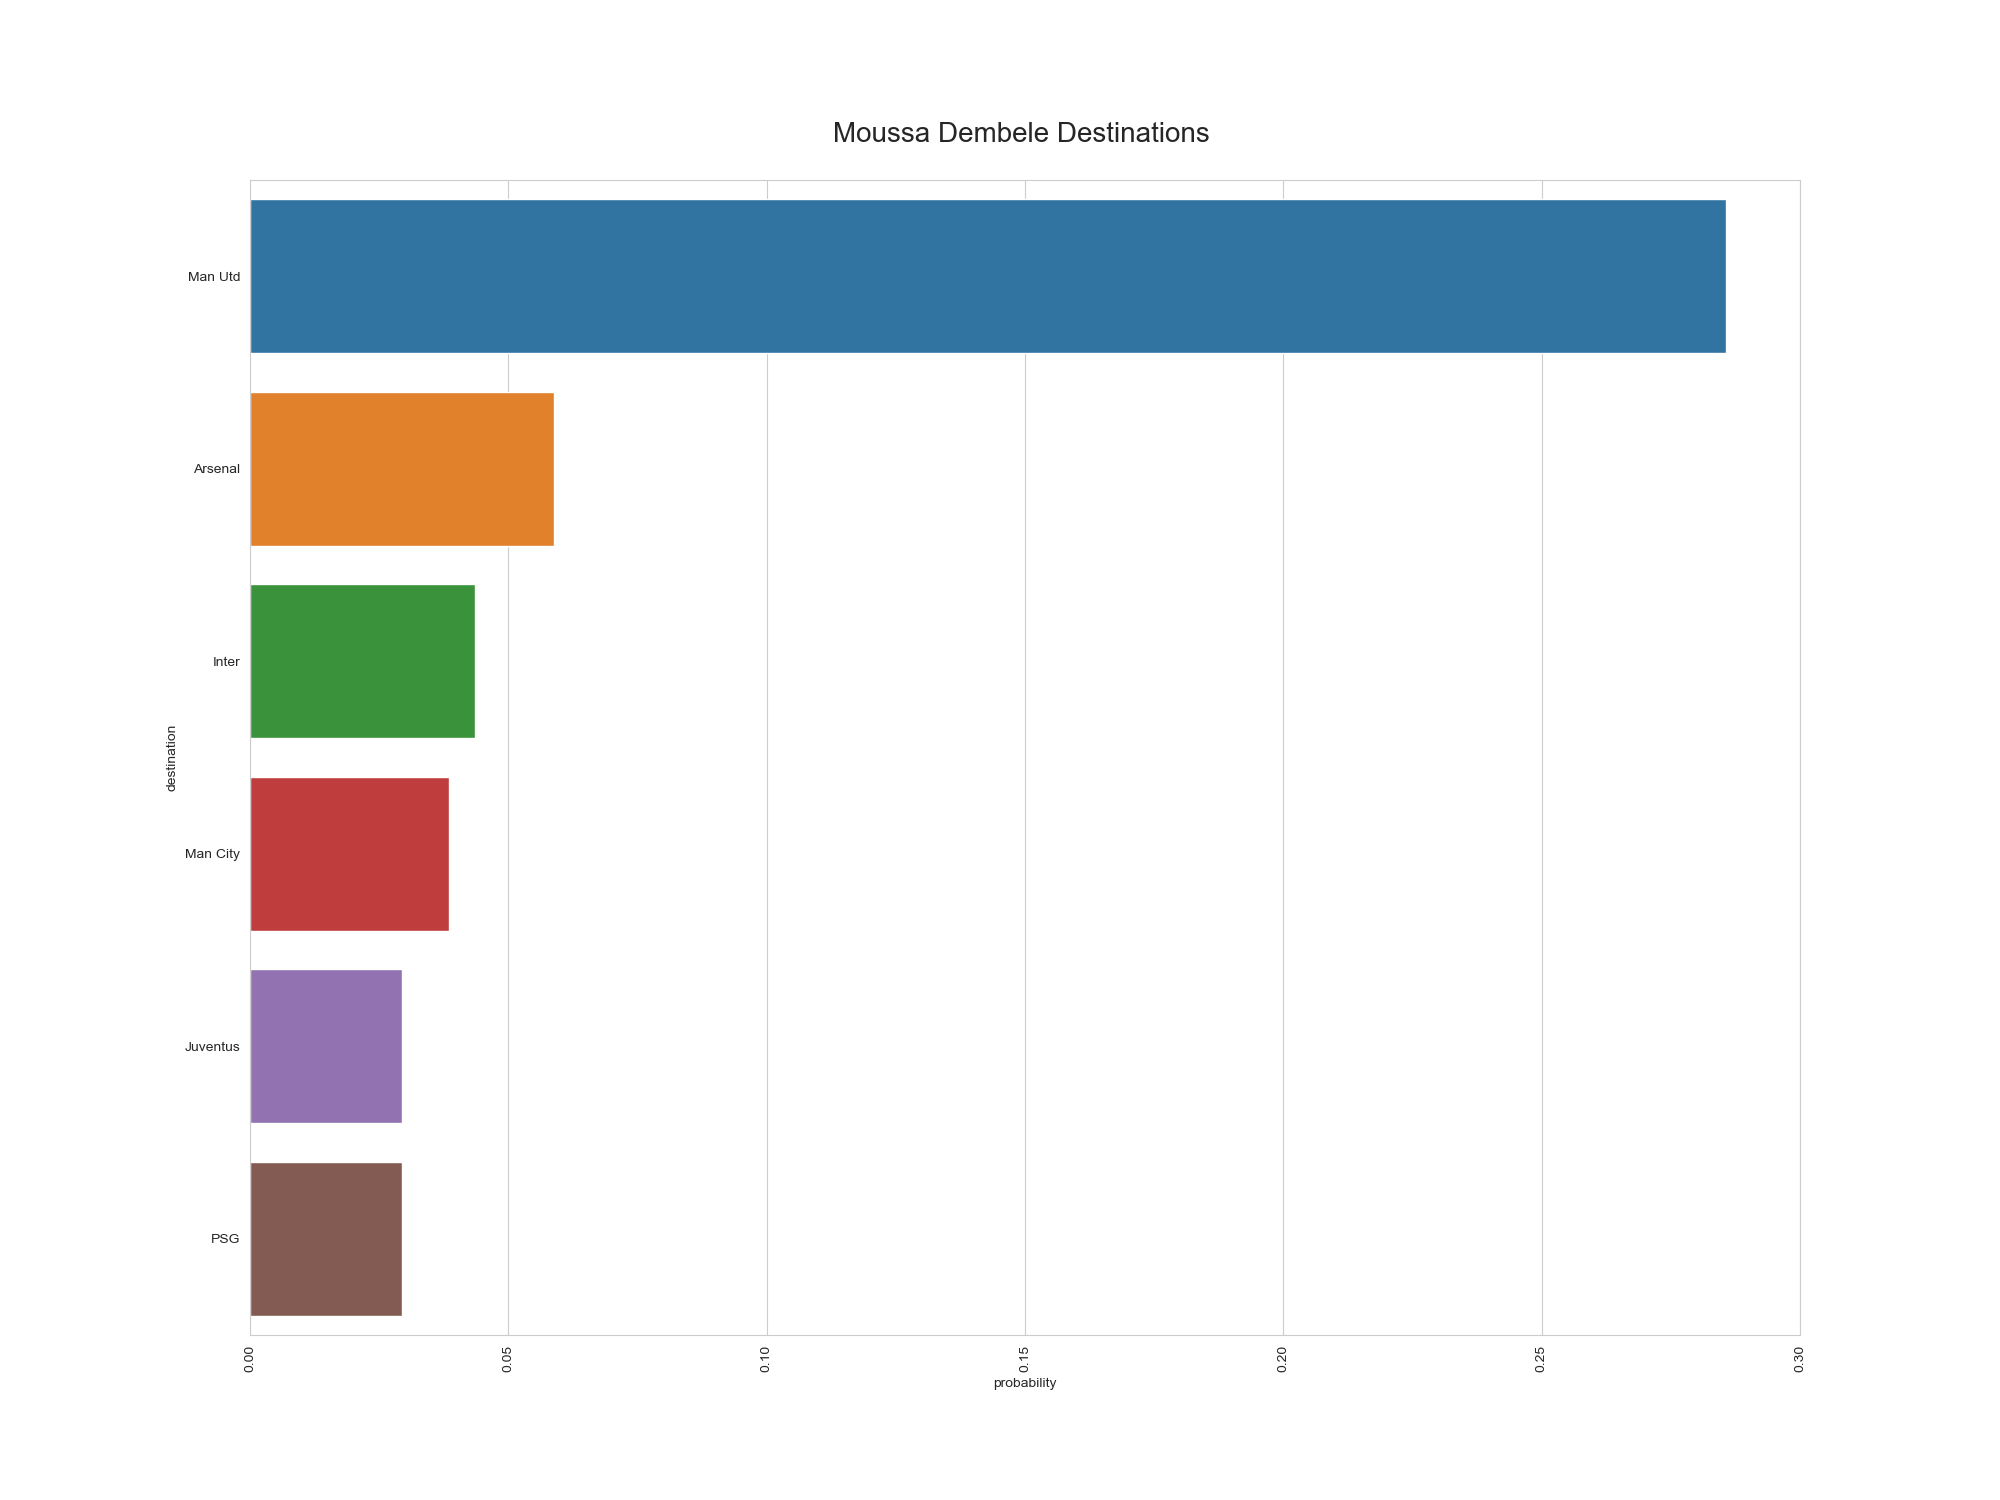 Moussa Dembele Destinations
Man Utd
Arsenal
Inter
Man City
Juventus
PSG
destination
0.00
0.05
0.10
0.15
0.20
0.25
0.30
probability